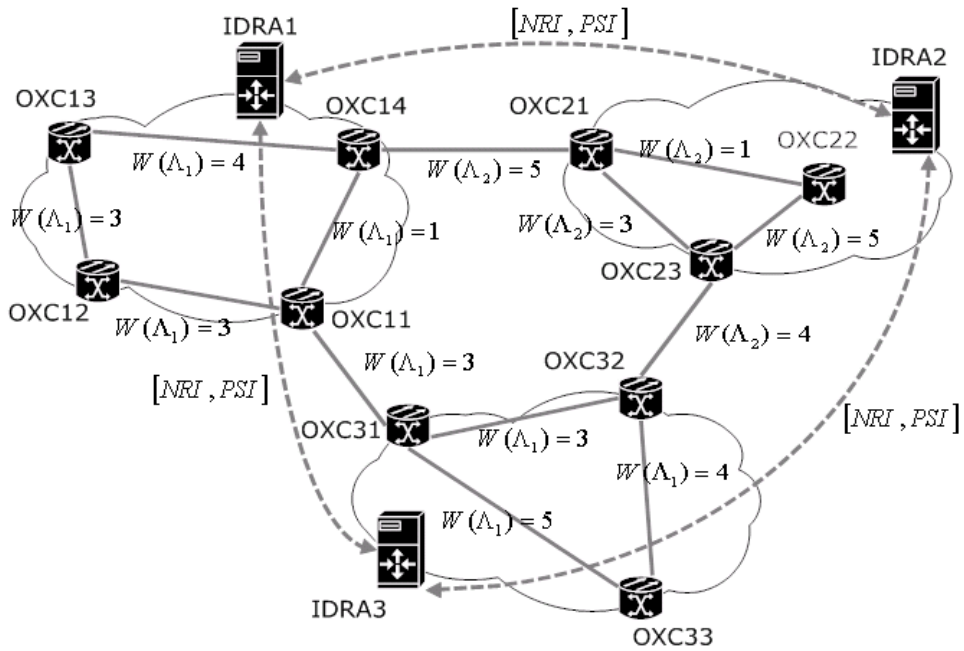 IDRA1
[NRI, PSI]
IDRA2
OXC13
OXC14
OXC21
OXC22
W(Λ₁) = 4
W(Λ₂) = 5
W(Λ₂) = 1
W(Λ₁) = 3
W(Λ₁) = 1
W(Λ₂) = 3
W(Λ₂) = 5
OXC23
OXC12
OXC11
W(Λ₁) = 3
W(Λ₂) = 4
W(Λ₁) = 3
OXC32
[NRI, PSI]
[NRI, PSI]
OXC31
W(Λ₁) = 3
W(Λ₁) = 4
W(Λ₁) = 5
IDRA3
OXC33